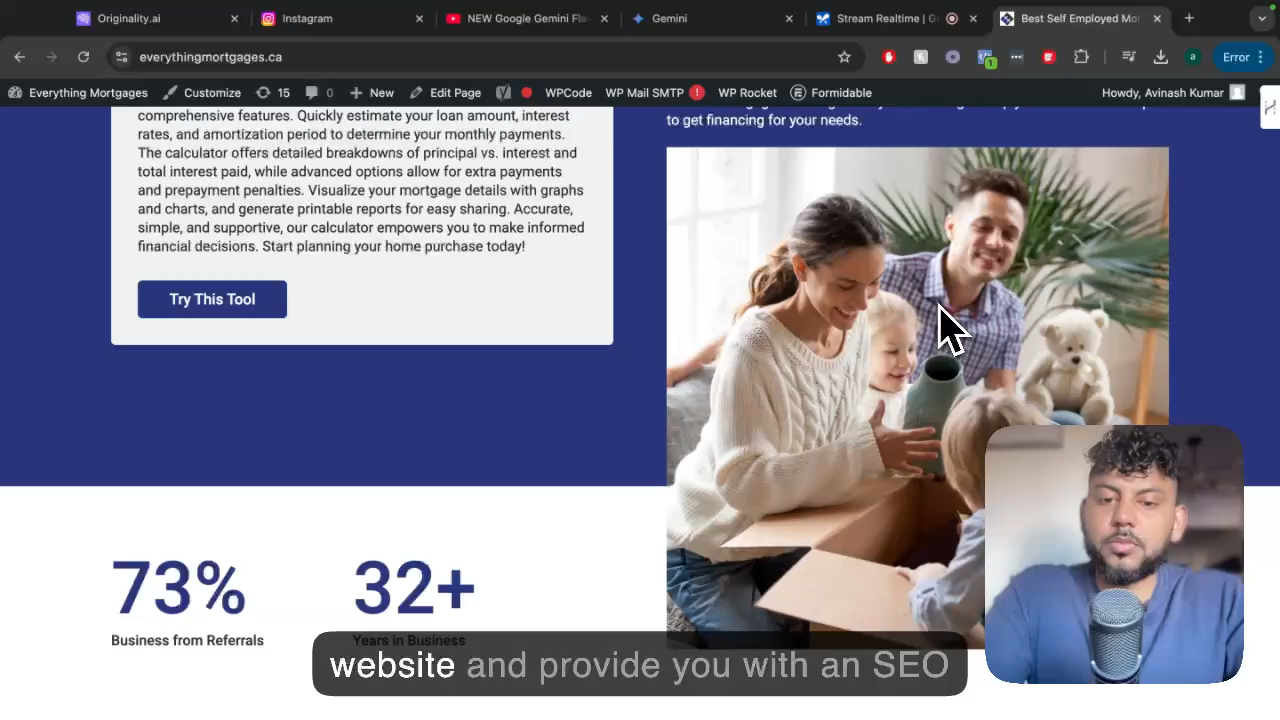 Originality.ai
Instagram
NEW Google Gemini Fla
Gemini
Stream Realtime | G
Best Self Employed Mo
everythingmortgages.ca
1
Error
Everything Mortgages
Customize
15
0
New
Edit Page
WPCode
WP Mail SMTP !
WP Rocket
Formidable
Howdy, Avinash Kumar
comprehensive features. Quickly estimate your loan amount, interest
rates, and amortization period to determine your monthly payments.
The calculator offers detailed breakdowns of principal vs. interest and
total interest paid, while advanced options allow for extra payments
and prepayment penalties. Visualize your mortgage details with graphs
and charts, and generate printable reports for easy sharing. Accurate,
simple, and supportive, our calculator empowers you to make informed
financial decisions. Start planning your home purchase today!
Try This Tool
to get financing for your needs.
73%
Business from Referrals
32+
Years in Business
website and provide you with an SEO